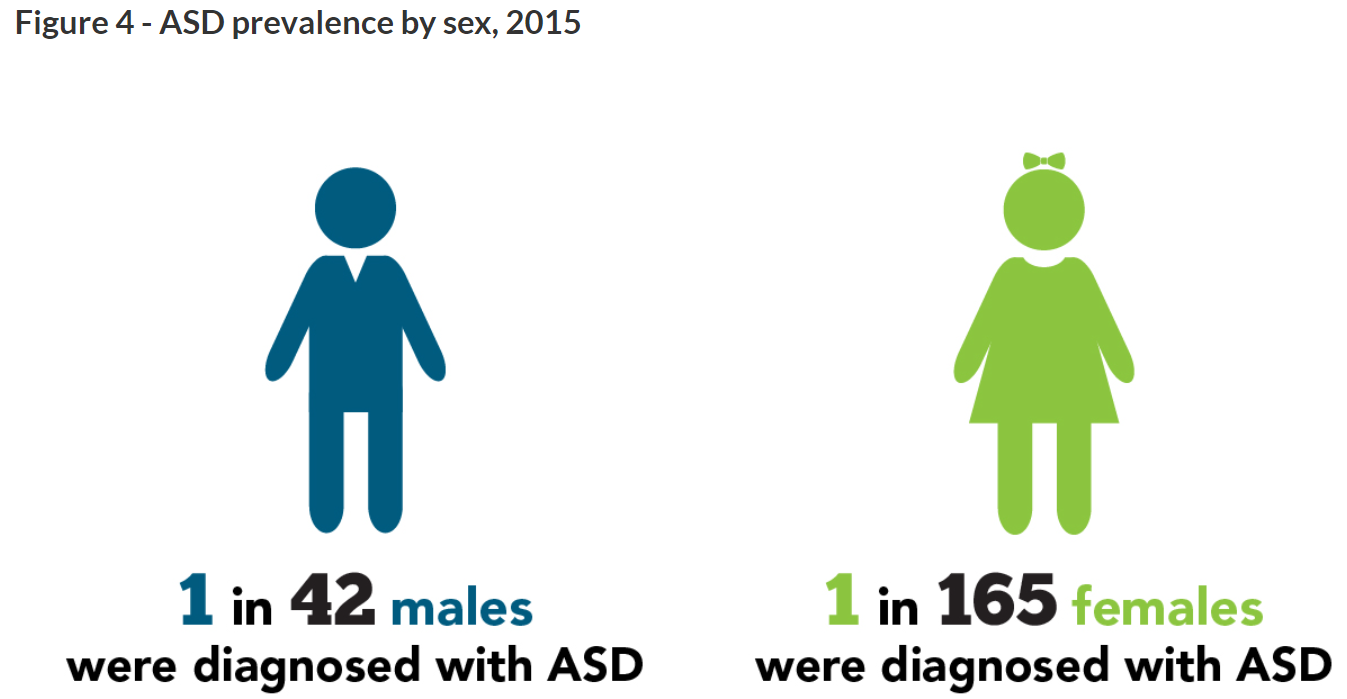 Figure 4 - ASD prevalence by sex, 2015
1 in 42 males
were diagnosed with ASD
1 in 165 females
were diagnosed with ASD